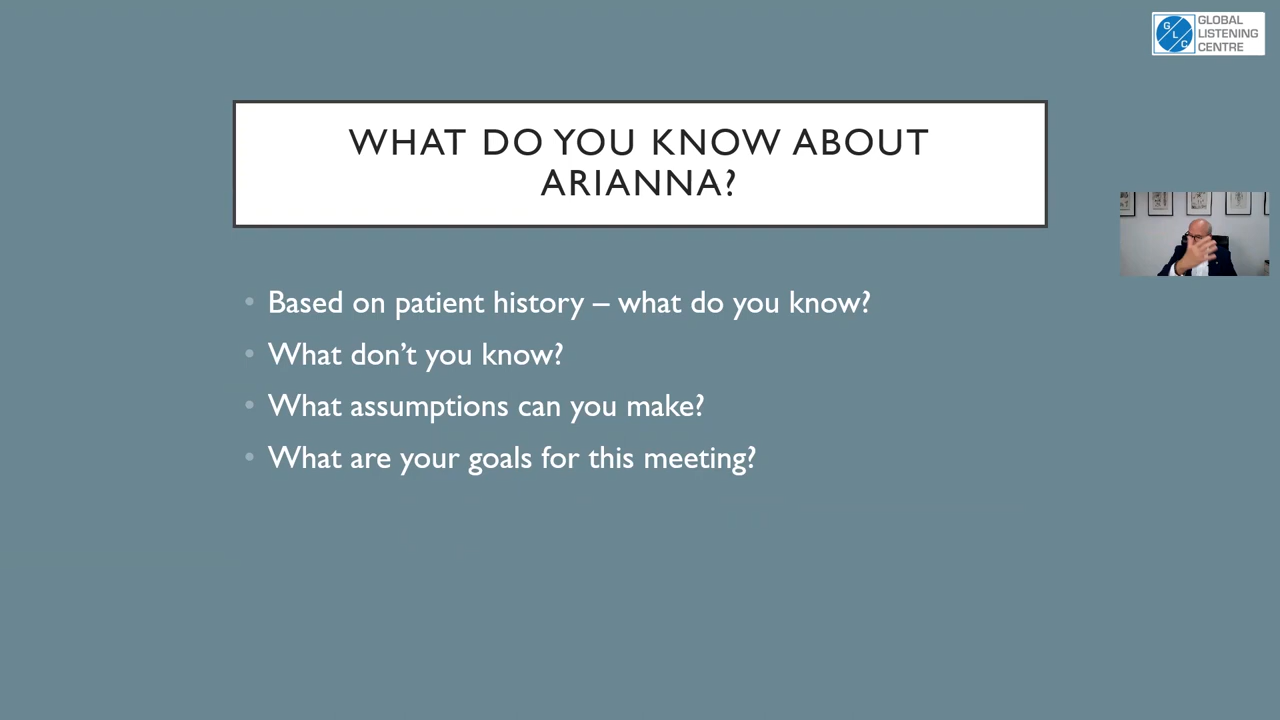 GLC
GLOBAL
LISTENING
CENTRE
WHAT DO YOU KNOW ABOUT
ARIANNA?
• Based on patient history – what do you know?
• What don’t you know?
• What assumptions can you make?
• What are your goals for this meeting?